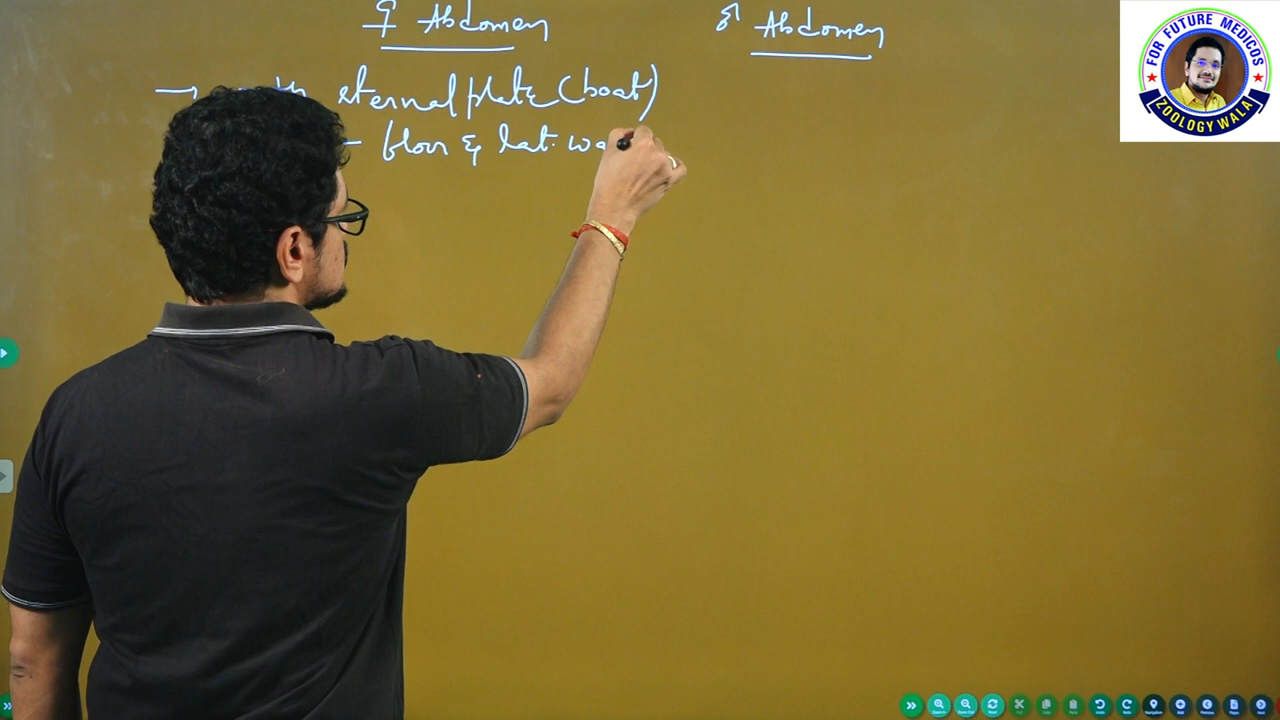 ♀ Abdomen
♂ Abdomen
→ sternal plate (boat)
– floor & lat. wa
FOR FUTURE MEDICOS
ZOOLOGY WALA